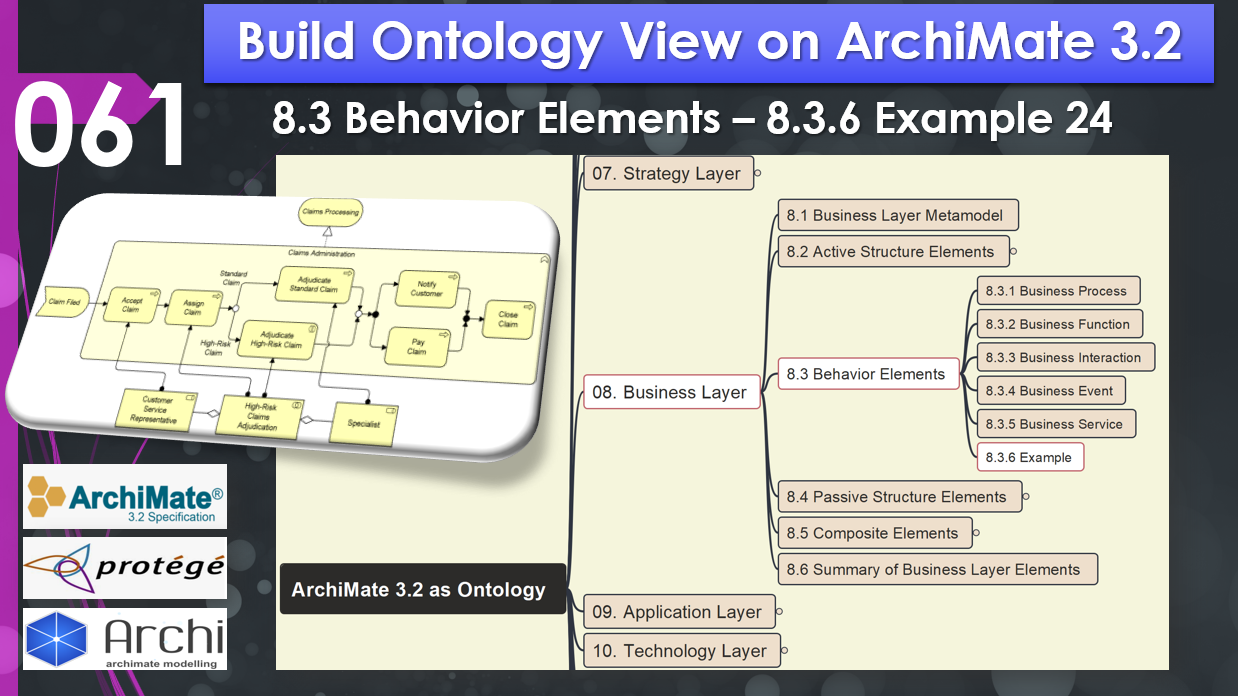 Build Ontology View on ArchiMate 3.2
061
8.3 Behavior Elements – 8.3.6 Example 24
Claims Processing
Claims Administration
Claim Filed
Accept
Claim
Assign
Claim
Standard
Claim
High-Risk
Claim
Adjudicate
Standard Claim
Adjudicate
High-Risk Claim
Notify
Customer
Pay
Claim
Close
Claim
Customer
Service
Representative
High-Risk
Claims
Adjudication
Specialist
ArchiMate®
3.2 Specification
protégé
Archi
archimate modelling
ArchiMate 3.2 as Ontology
07. Strategy Layer
08. Business Layer
8.1 Business Layer Metamodel
8.2 Active Structure Elements
8.3 Behavior Elements
8.3.1 Business Process
8.3.2 Business Function
8.3.3 Business Interaction
8.3.4 Business Event
8.3.5 Business Service
8.3.6 Example
8.4 Passive Structure Elements
8.5 Composite Elements
8.6 Summary of Business Layer Elements
09. Application Layer
10. Technology Layer